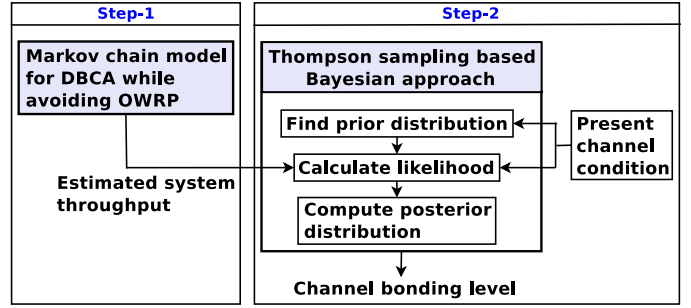 Step-1
Markov chain model
for DBCA while
avoiding OWRP
Estimated system
throughput
Step-2
Thompson sampling based
Bayesian approach
Find prior distribution
Calculate likelihood
Compute posterior
distribution
Present
channel
condition
Channel bonding level